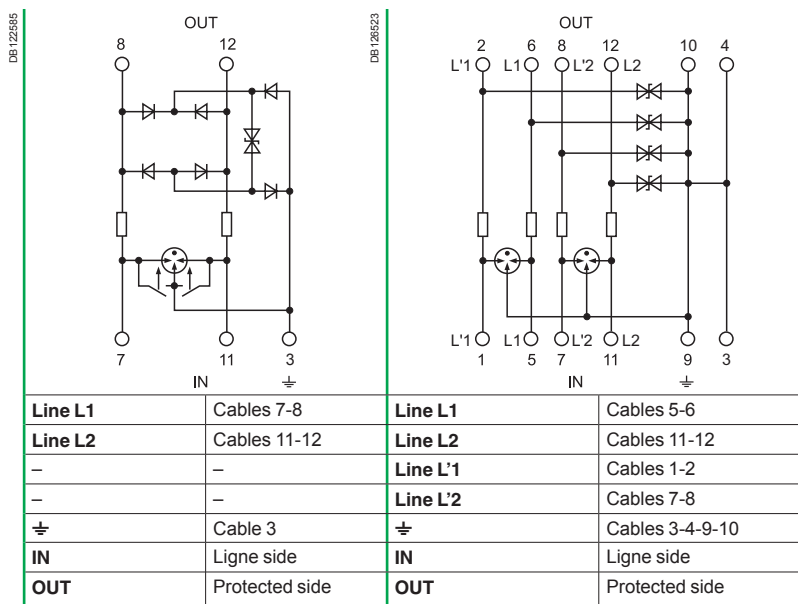 DB122585
OUT
8 12
7 11 3
IN
Line L1 Cables 7-8
Line L2 Cables 11-12
– –
– –
⏚ Cable 3
IN Ligne side
OUT Protected side
DB126523
OUT
2 6 8 12 10 4
L'1 L1 L'2 L2
L'1 L1 L'2 L2
1 5 7 11 9 3
IN
Line L1 Cables 5-6
Line L2 Cables 11-12
Line L’1 Cables 1-2
Line L’2 Cables 7-8
⏚ Cables 3-4-9-10
IN Ligne side
OUT Protected side